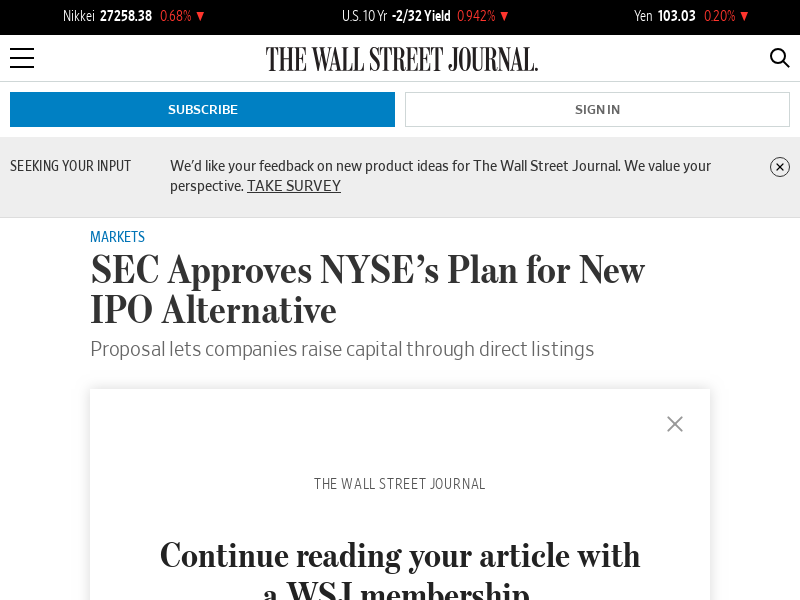 Nikkei 27258.38 0.68% ▼ U.S. 10 Yr -2/32 Yield 0.942% ▼ Yen 103.03 0.20% ▼
THE WALL STREET JOURNAL.
SUBSCRIBE SIGN IN
SEEKING YOUR INPUT
We’d like your feedback on new product ideas for The Wall Street Journal. We value your
perspective. TAKE SURVEY
MARKETS
SEC Approves NYSE’s Plan for New
IPO Alternative
Proposal lets companies raise capital through direct listings
THE WALL STREET JOURNAL
Continue reading your article with
a WSJ membership